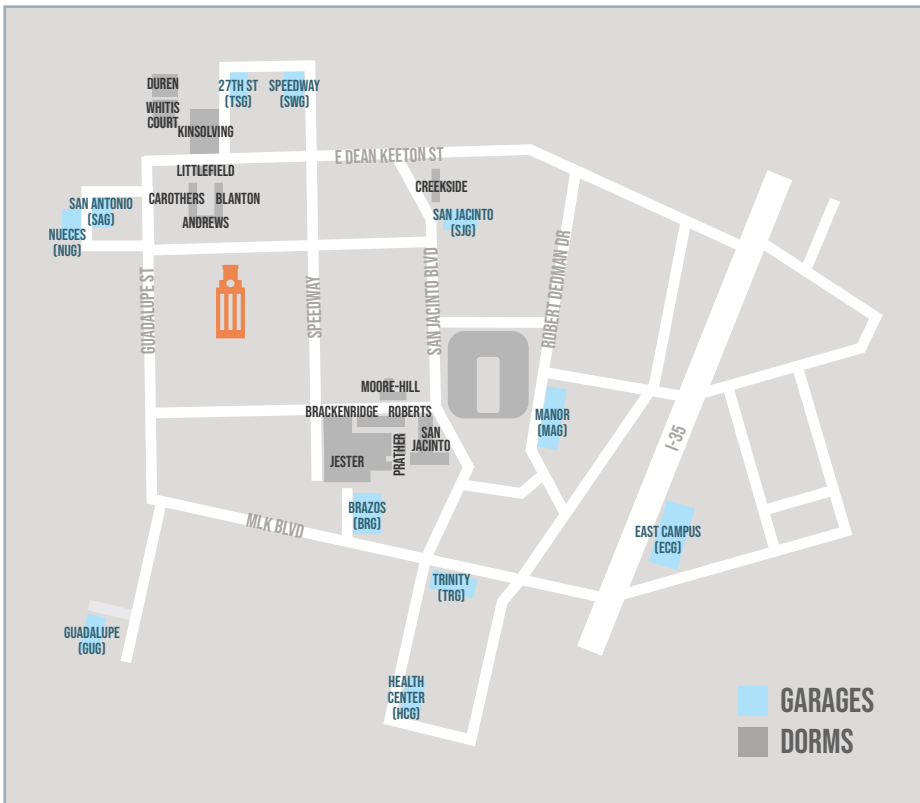 DUREN
27TH ST
(TSG)
SPEEDWAY
(SWG)
WHITIS
COURT
KINSOLVING
E DEAN KEETON ST
LITTLEFIELD
CREEKSIDE
CAROTHERS
BLANTON
SAN ANTONIO
(SAG)
ANDREWS
SAN JACINTO
(SJG)
NUECES
(NUG)
GUADALUPE ST
SPEEDWAY
SAN JACINTO BLVD
ROBERT DEDMAN DR
MOORE-HILL
BRACKENRIDGE
ROBERTS
MANOR
(MAG)
SAN
JACINTO
PRATHER
JESTER
I-35
BRAZOS
(BRG)
MLK BLVD
EAST CAMPUS
(ECG)
TRINITY
(TRG)
GUADALUPE
(GUG)
HEALTH
CENTER
(HCG)
GARAGES
DORMS